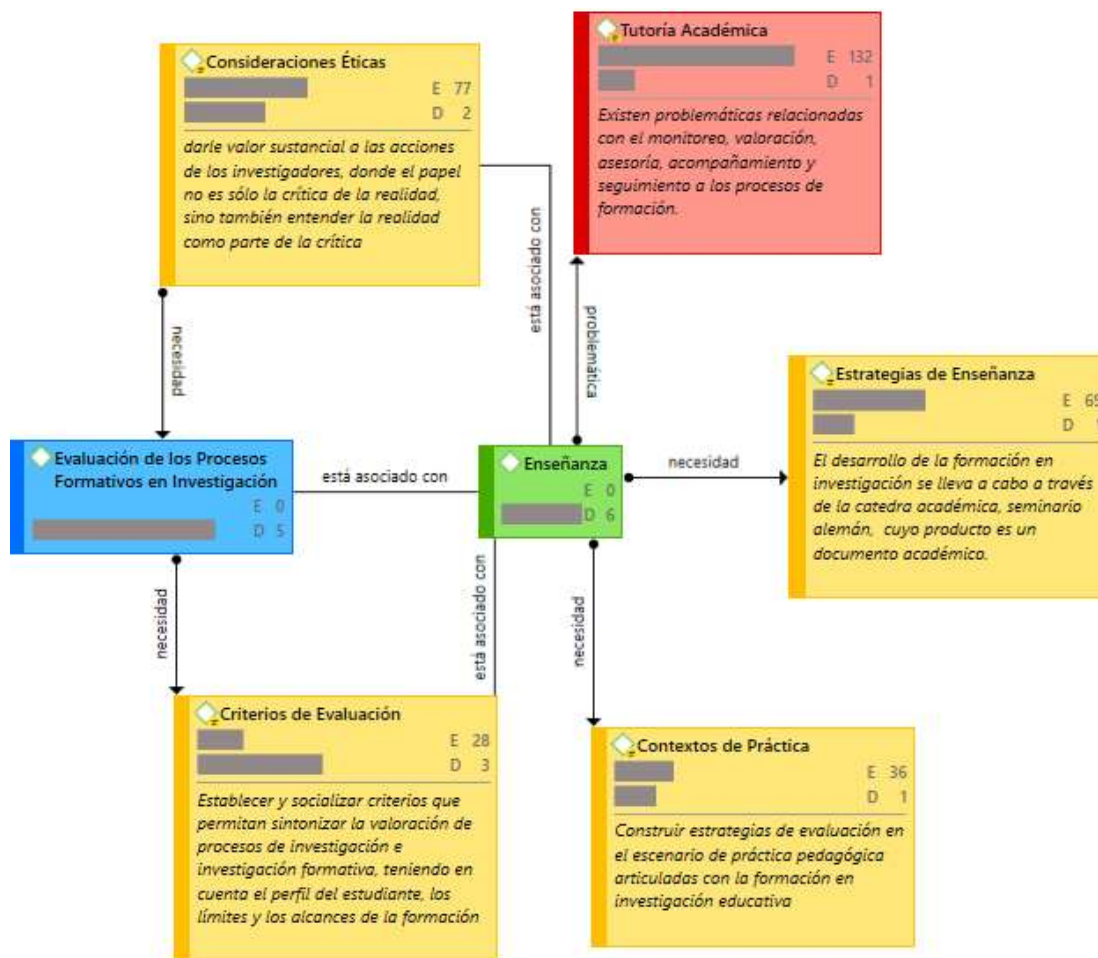 Consideraciones Éticas
E 77
D 2
darle valor sustancial a las acciones
de los investigadores, donde el papel
no es sólo la crítica de la realidad,
sino también entender la realidad
como parte de la crítica
Tutoría Académica
E 132
D 1
Existen problemáticas relacionadas
con el monitoreo, valoración,
asesoría, acompañamiento y
seguimiento a los procesos de
formación.
está asociado con
problemática
necesidad
Estrategias de Enseñanza
E 69
D
El desarrollo de la formación en
investigación se lleva a cabo a través
de la catedra académica, seminario
alemán, cuyo producto es un
documento académico.
Evaluación de los Procesos
Formativos en Investigación
E 0
D 5
está asociado con
Enseñanza
E 0
D 6
necesidad
necesidad
está asociado con
necesidad
Criterios de Evaluación
E 28
D 3
Establecer y socializar criterios que
permitan sintonizar la valoración de
procesos de investigación e
investigación formativa, teniendo en
cuenta el perfil del estudiante, los
límites y los alcances de la formación
Contextos de Práctica
E 36
D 1
Construir estrategias de evaluación en
el escenario de práctica pedagógica
articuladas con la formación en
investigación educativa